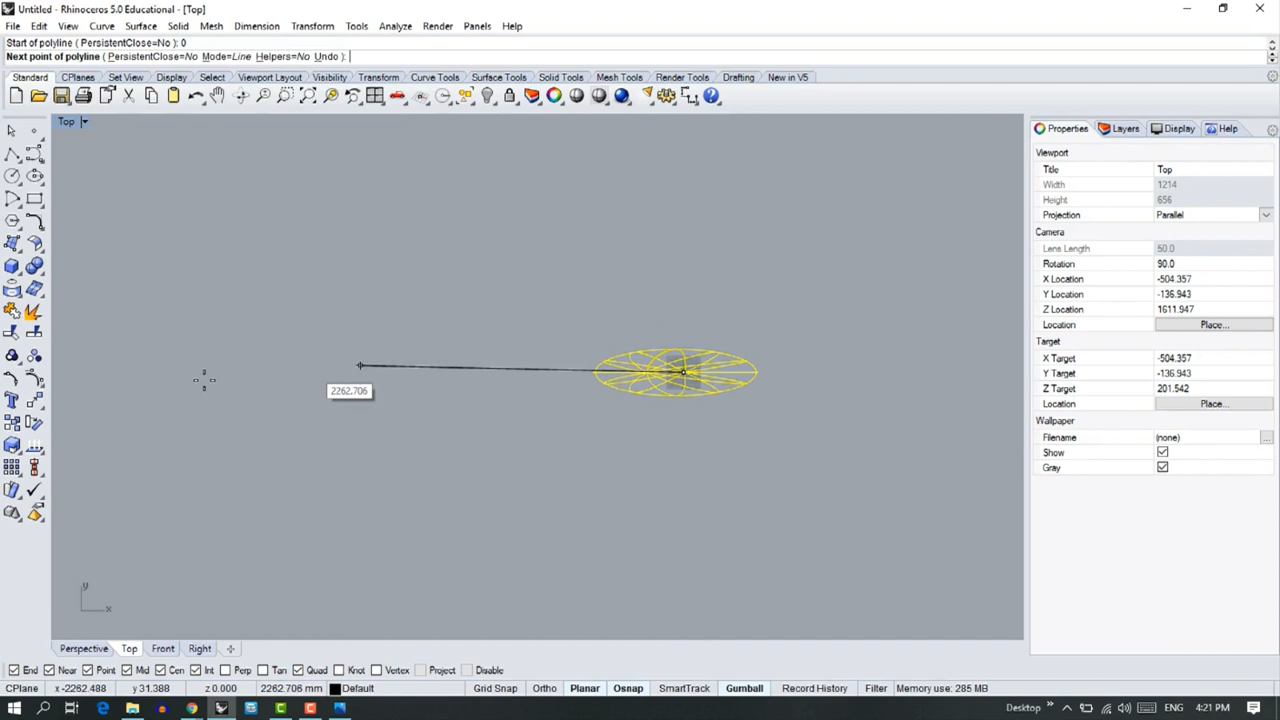 Untitled - Rhinoceros 5.0 Educational - [Top]
File Edit View Curve Surface Solid Mesh Dimension Transform Tools Analyze Render Panels Help
Start of polyline ( PersistentClose=No ): 0
Next point of polyline ( PersistentClose=No Mode=Line Helpers=No Undo ):
Standard CPlanes Set View Display Select Viewport Layout Visibility Transform Curve Tools Surface Tools Solid Tools Mesh Tools Render Tools Drafting New in V5
Top
Properties Layers Display Help
Viewport
Title Top
Width 1214
Height 656
Projection Parallel
Camera
Lens Length 50.0
Rotation 90.0
X Location -504.357
Y Location -136.943
Z Location 1611.947
Location Place...
Target
X Target -504.357
Y Target -136.943
Z Target 201.542
Location Place...
Wallpaper
Filename (none) ...
Show
Gray
2262.706
y
x
Perspective Top Front Right
End Near Point Mid Cen Int Perp Tan Quad Knot Vertex Project Disable
CPlane x -2262.488 y 31.388 z 0.000 2262.706 mm Default Grid Snap Ortho Planar Osnap SmartTrack Gumball Record History Filter Memory use: 285 MB
Desktop ENG 4:21 PM